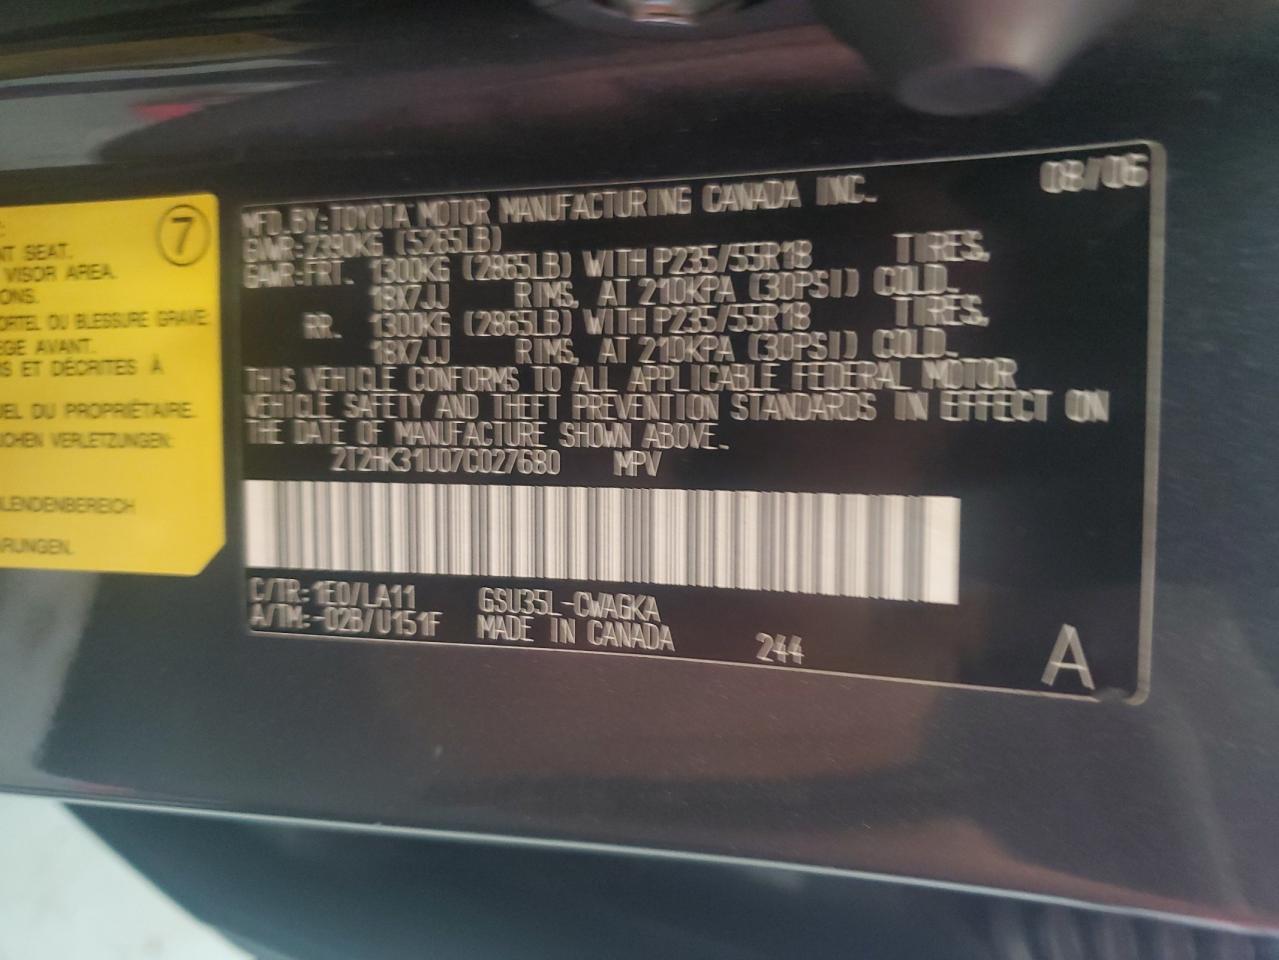 7
NT SEAT.
VISOR AREA.
ONS.
ORTEL OU BLESSURE GRAVE
GE AVANT.
S ET DÉCRITES À
UEL DU PROPRIÉTAIRE.
LICHEN VERLETZUNGEN:
LENDENBEREICH
RUNGEN.
08/06
MFD. BY: TOYOTA MOTOR MANUFACTURING CANADA INC.
GVWR: 2390KG (5265LB)
GAWR: FRT. 1300KG (2865LB) WITH P235/55R18 TIRES,
18X7JJ RIMS, AT 210KPA (30PSI) COLD.
RR. 1300KG (2865LB) WITH P235/55R18 TIRES,
18X7JJ RIMS, AT 210KPA (30PSI) COLD.
THIS VEHICLE CONFORMS TO ALL APPLICABLE FEDERAL MOTOR
VEHICLE SAFETY AND THEFT PREVENTION STANDARDS IN EFFECT ON
THE DATE OF MANUFACTURE SHOWN ABOVE.
2T2HK31U07C027680 MPV
C/TR: 1E0/LA11 GSU35L-CWAGKA
A/TM: -02B/U151F MADE IN CANADA 244
A